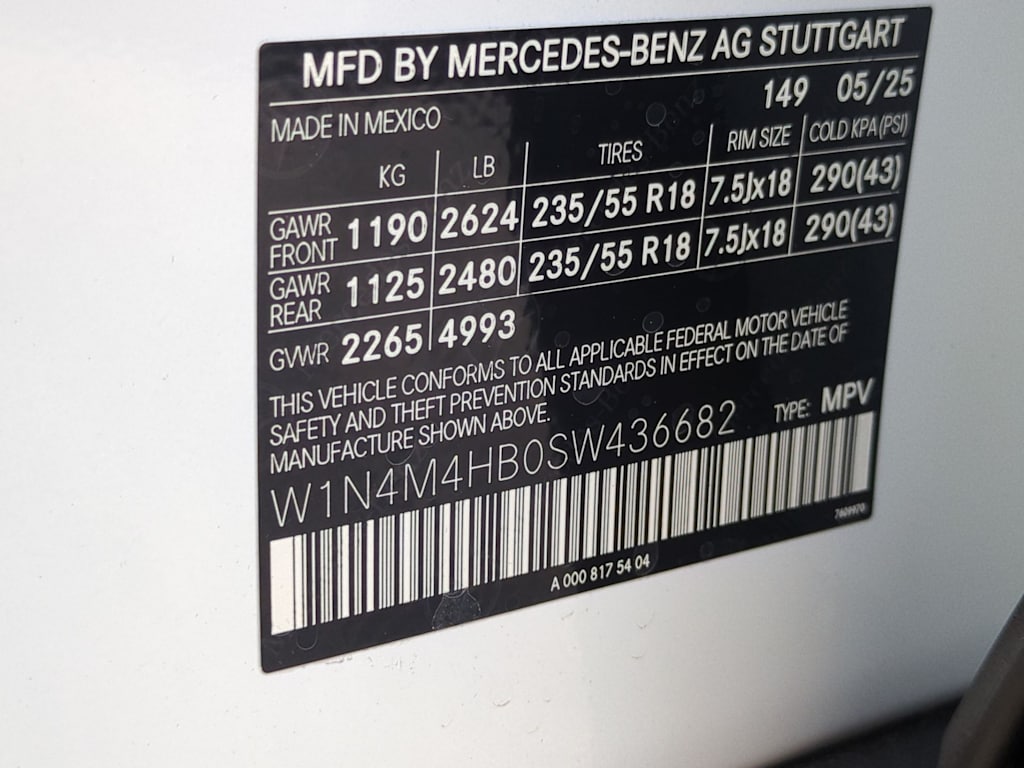 MFD BY MERCEDES-BENZ AG STUTTGART
149 05/25
MADE IN MEXICO
KG LB TIRES RIM SIZE COLD KPA (PSI)
GAWR FRONT 1190 2624 235/55 R18 7.5Jx18 290(43)
GAWR REAR 1125 2480 235/55 R18 7.5Jx18 290(43)
GVWR 2265 4993
THIS VEHICLE CONFORMS TO ALL APPLICABLE FEDERAL MOTOR VEHICLE
SAFETY AND THEFT PREVENTION STANDARDS IN EFFECT ON THE DATE OF
MANUFACTURE SHOWN ABOVE.
TYPE: MPV
W1N4M4HB0SW436682
7609970
A 000 817 54 04